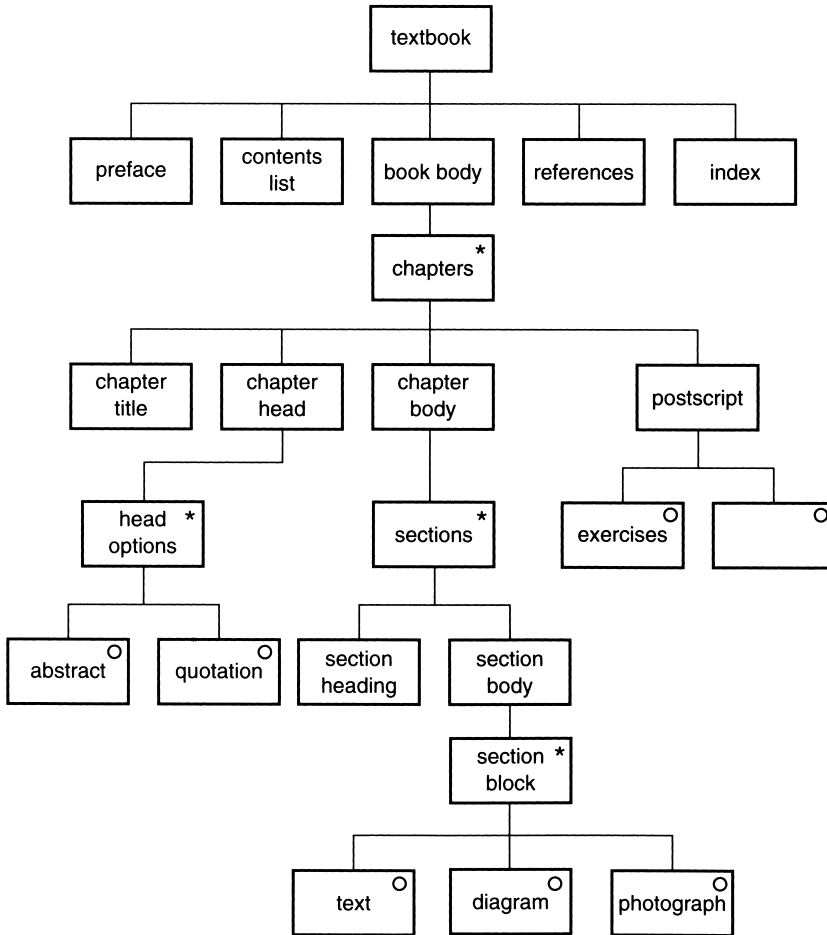 textbook
preface
contents
list
book body
references
index
chapters *
chapter
title
chapter
head
chapter
body
postscript
head *
options
sections *
exercises
abstract
quotation
section
heading
section
body
section *
block
text
diagram
photograph